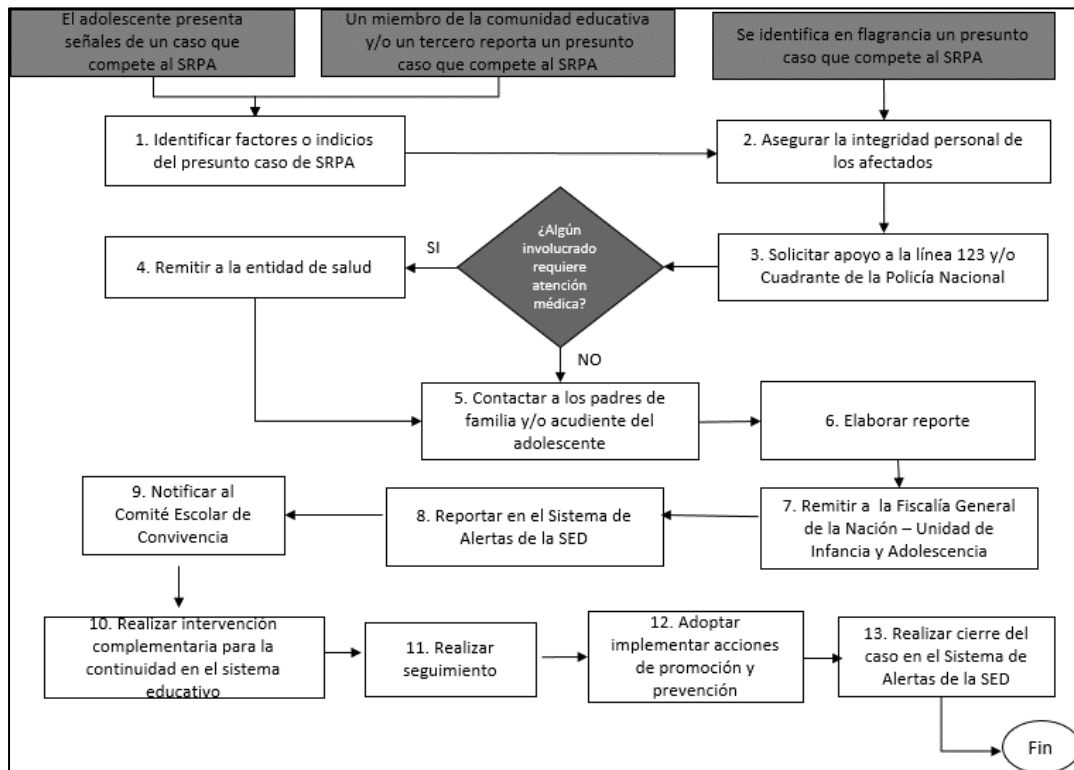 El adolescente presenta
señales de un caso que
compete al SRPA
Un miembro de la comunidad educativa
y/o un tercero reporta un presunto
caso que compete al SRPA
Se identifica en flagrancia un presunto
caso que compete al SRPA
1. Identificar factores o indicios
del presunto caso de SRPA
2. Asegurar la integridad personal de
los afectados
¿Algún
involucrado
requiere
atención
médica?
SI
NO
3. Solicitar apoyo a la línea 123 y/o
Cuadrante de la Policía Nacional
4. Remitir a la entidad de salud
5. Contactar a los padres de
familia y/o acudiente del
adolescente
6. Elaborar reporte
7. Remitir a la Fiscalía General
de la Nación – Unidad de
Infancia y Adolescencia
8. Reportar en el Sistema de
Alertas de la SED
9. Notificar al
Comité Escolar de
Convivencia
10. Realizar intervención
complementaria para la
continuidad en el sistema
educativo
11. Realizar
seguimiento
12. Adoptar
implementar acciones
de promoción y
prevención
13. Realizar cierre del
caso en el Sistema de
Alertas de la SED
Fin